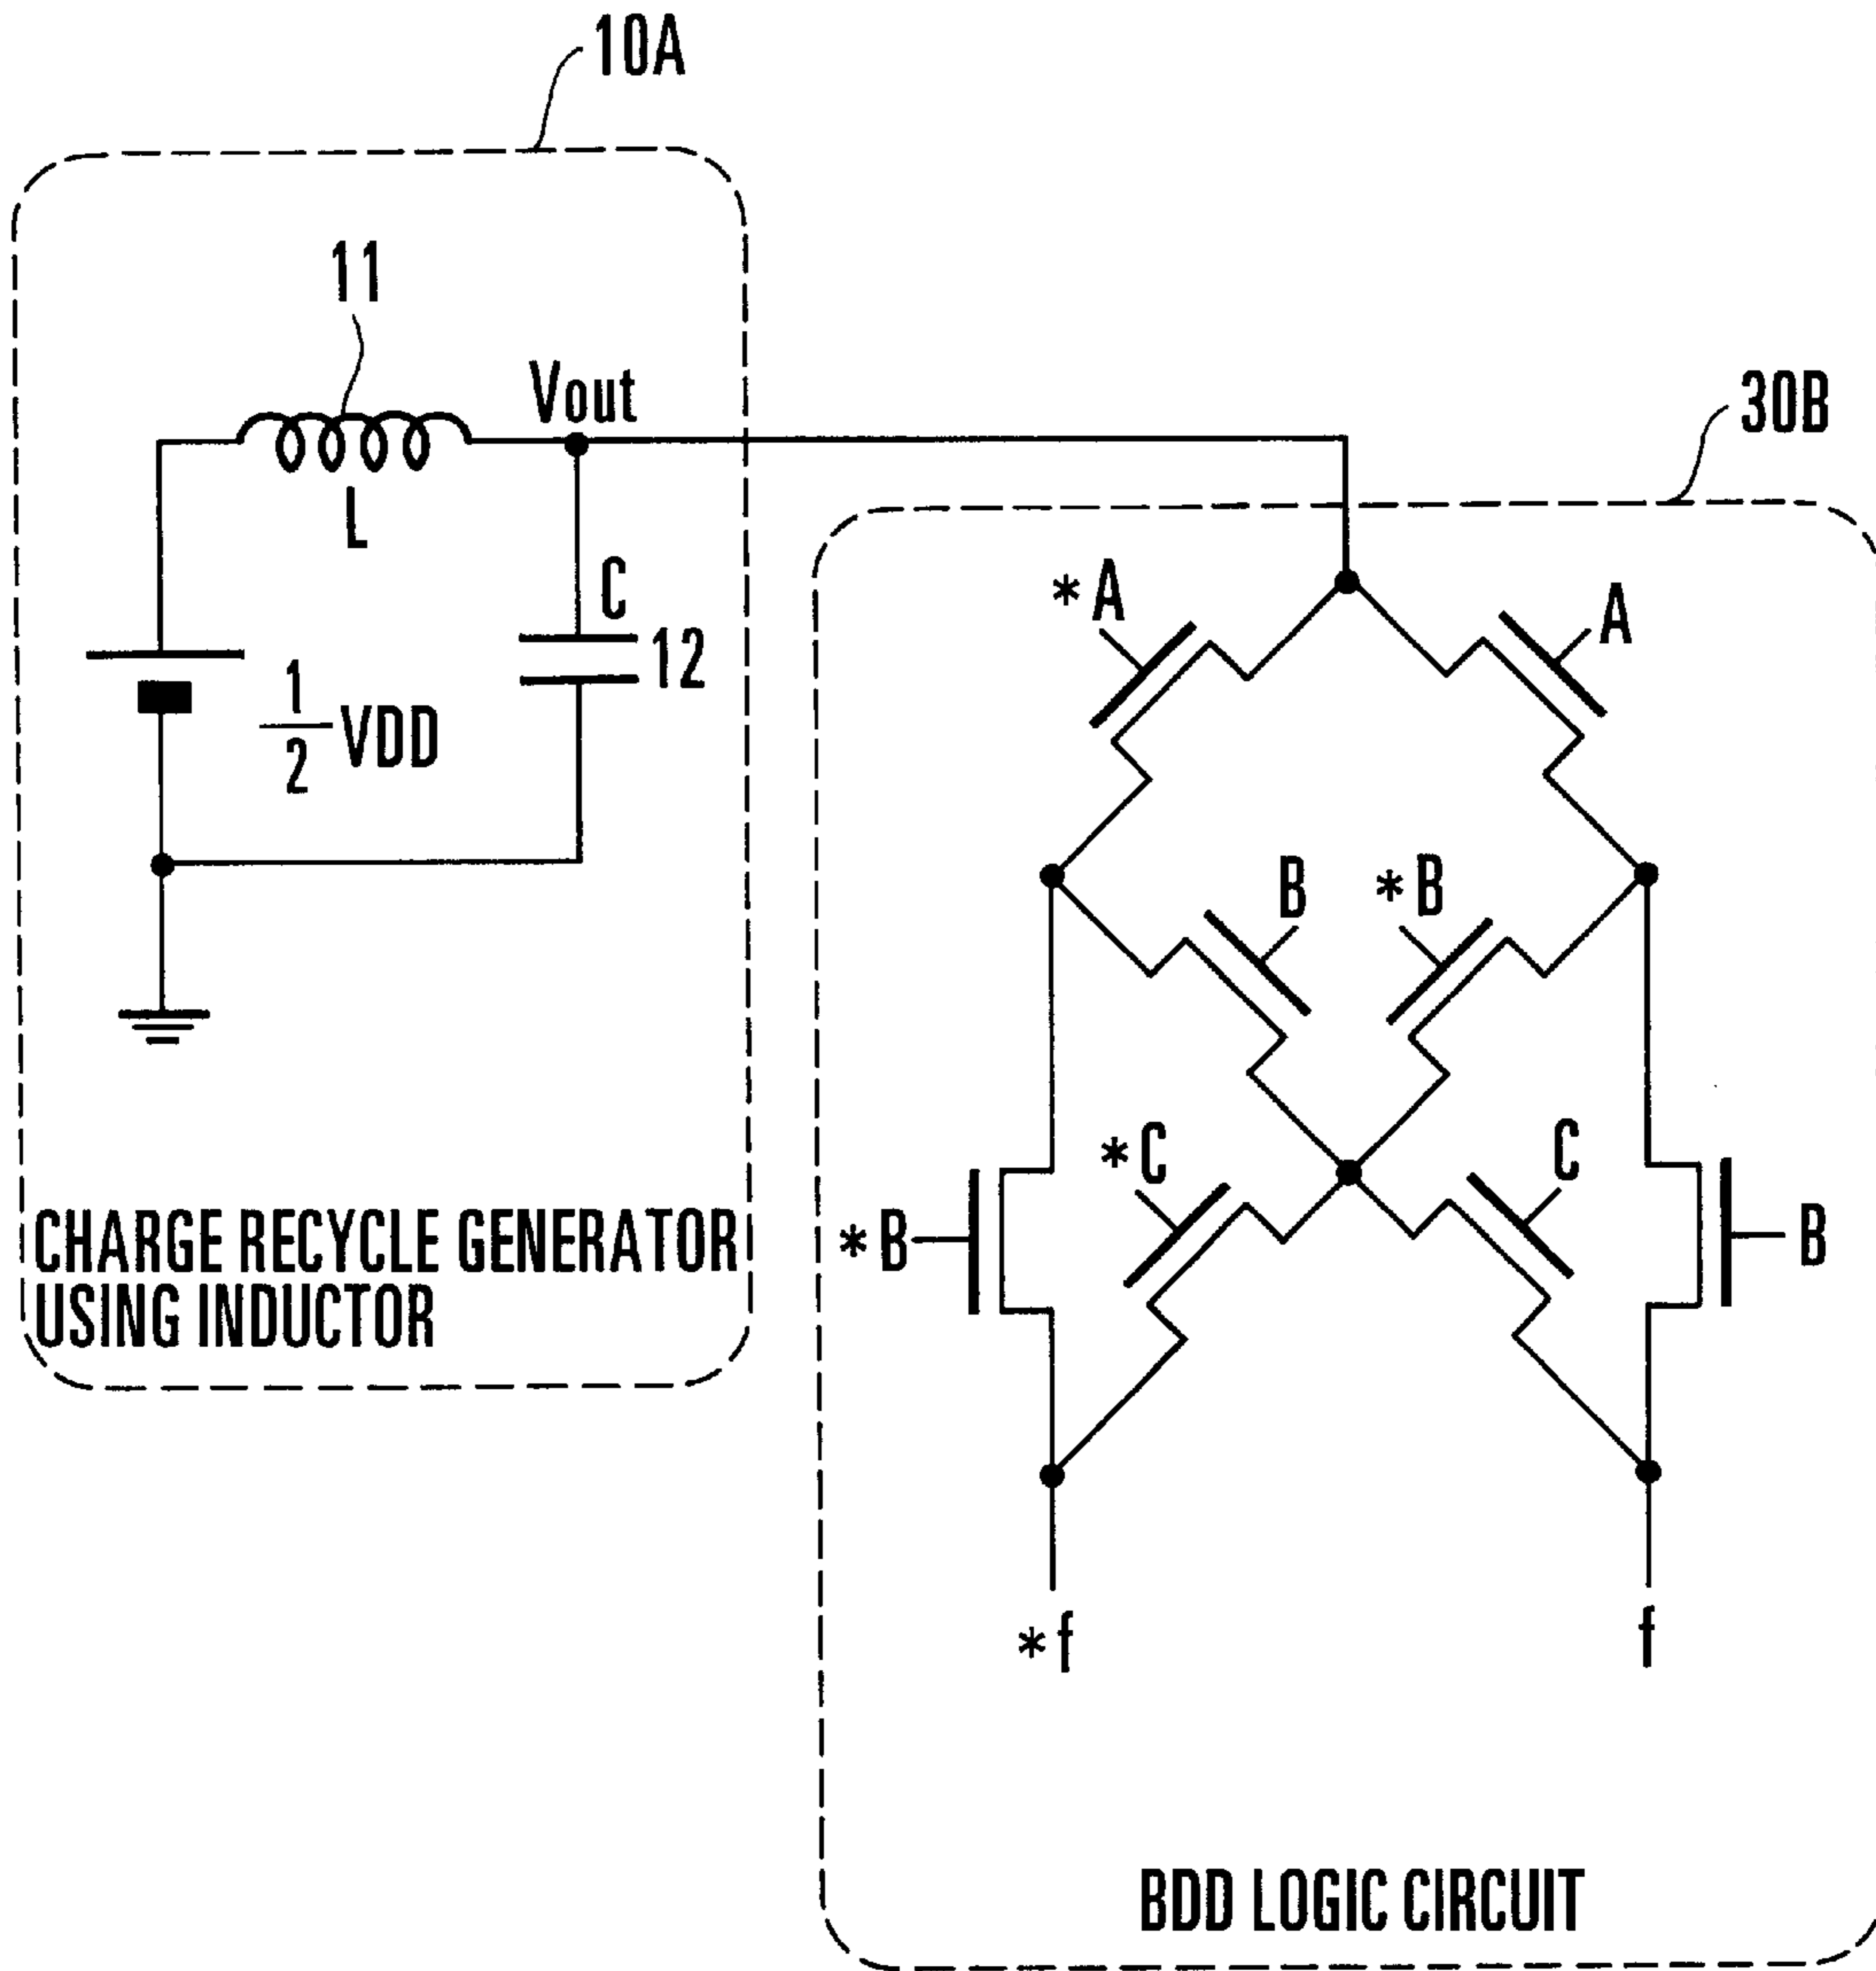 10A
11
Vout
L
C
12
1
2
VDD
CHARGE RECYCLE GENERATOR
USING INDUCTOR
30B
*A
A
B
*B
*C
C
*B
B
*f
f
BDD LOGIC CIRCUIT